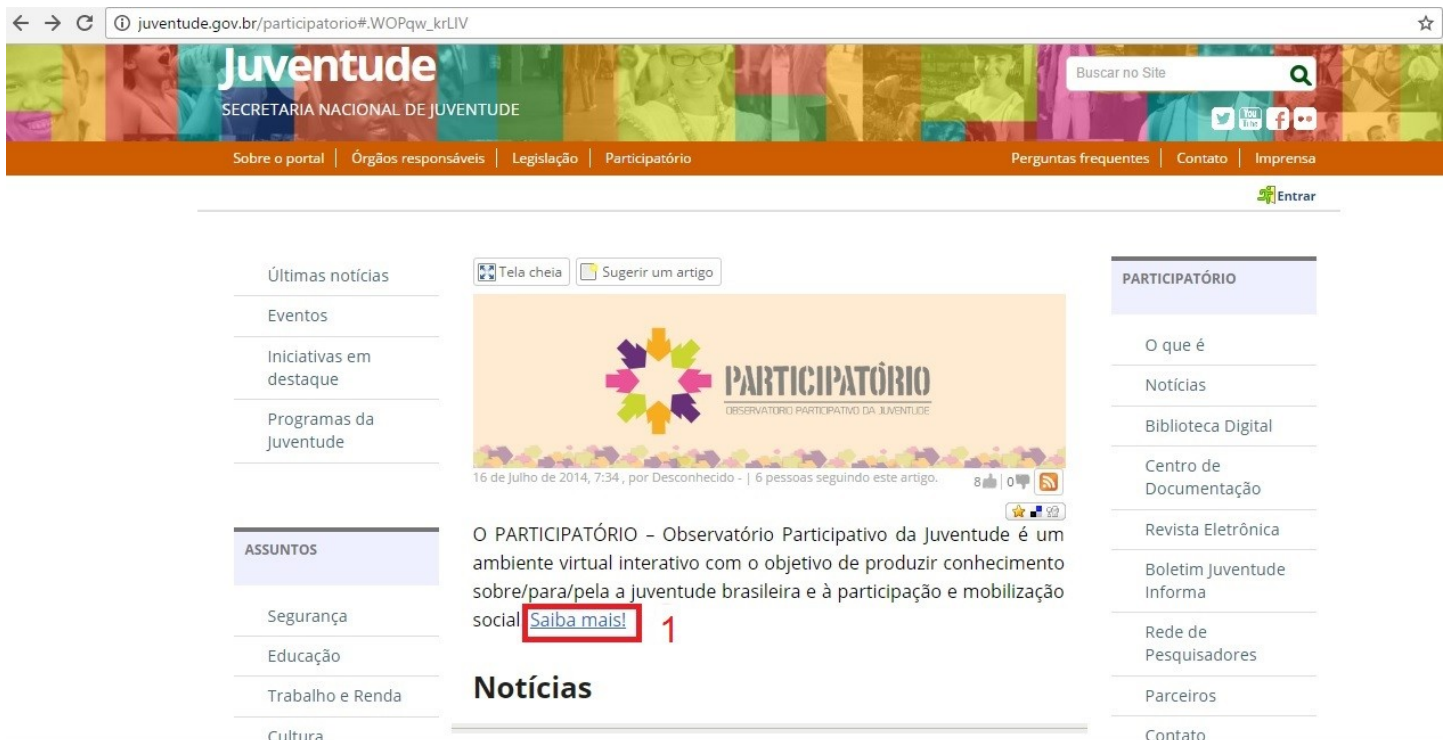 juventude.gov.br/participatorio#.WOPqw_krLIV
Juventude
SECRETARIA NACIONAL DE JUVENTUDE
Buscar no Site
You
Tube
Sobre o portal | Órgãos responsáveis | Legislação | Participatório
Perguntas frequentes | Contato | Imprensa
Entrar
Últimas notícias
Eventos
Iniciativas em
destaque
Programas da
Juventude
ASSUNTOS
Segurança
Educação
Trabalho e Renda
Cultura
Tela cheia
Sugerir um artigo
PARTICIPATÓRIO
OBSERVATORIO PARTICIPATIVO DA JUVENTUDE
16 de Julho de 2014, 7:34 , por Desconhecido - | 6 pessoas seguindo este artigo.
8 | 0
O PARTICIPATÓRIO – Observatório Participativo da Juventude é um
ambiente virtual interativo com o objetivo de produzir conhecimento
sobre/para/pela a juventude brasileira e à participação e mobilização
social Saiba mais! 1
Notícias
PARTICIPATÓRIO
O que é
Notícias
Biblioteca Digital
Centro de
Documentação
Revista Eletrônica
Boletim Juventude
Informa
Rede de
Pesquisadores
Parceiros
Contato